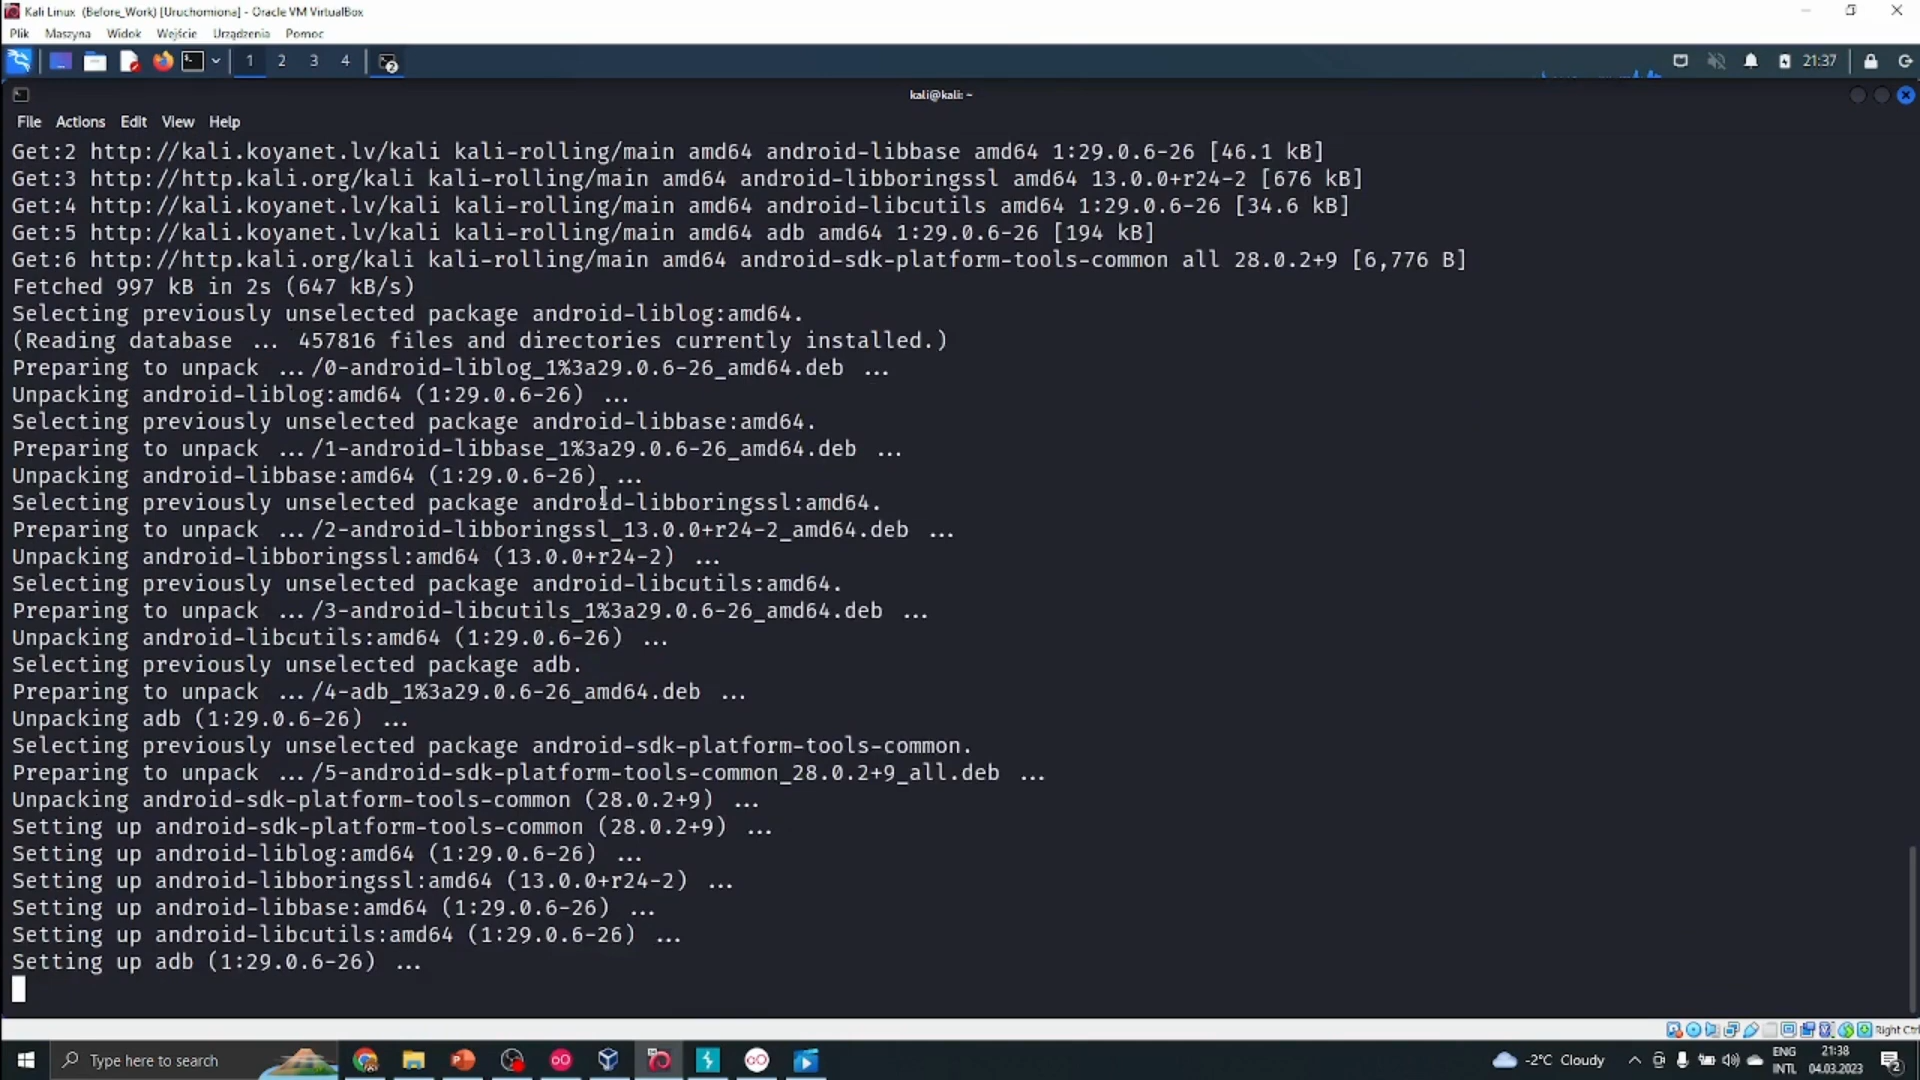 Kali Linux (Before_Work) [Uruchomiona] - Oracle VM VirtualBox
Plik Maszyna Widok Wejście Urządzenia Pomoc
1 2 3 4 2 21:37
kali@kali: ~
File Actions Edit View Help
Get:2 http://kali.koyanet.lv/kali kali-rolling/main amd64 android-libbase amd64 1:29.0.6-26 [46.1 kB]
Get:3 http://http.kali.org/kali kali-rolling/main amd64 android-libboringssl amd64 13.0.0+r24-2 [676 kB]
Get:4 http://kali.koyanet.lv/kali kali-rolling/main amd64 android-libcutils amd64 1:29.0.6-26 [34.6 kB]
Get:5 http://kali.koyanet.lv/kali kali-rolling/main amd64 adb amd64 1:29.0.6-26 [194 kB]
Get:6 http://http.kali.org/kali kali-rolling/main amd64 android-sdk-platform-tools-common all 28.0.2+9 [6,776 B]
Fetched 997 kB in 2s (647 kB/s)
Selecting previously unselected package android-liblog:amd64.
(Reading database ... 457816 files and directories currently installed.)
Preparing to unpack .../0-android-liblog_1%3a29.0.6-26_amd64.deb ...
Unpacking android-liblog:amd64 (1:29.0.6-26) ...
Selecting previously unselected package android-libbase:amd64.
Preparing to unpack .../1-android-libbase_1%3a29.0.6-26_amd64.deb ...
Unpacking android-libbase:amd64 (1:29.0.6-26) ...
Selecting previously unselected package android-libboringssl:amd64.
Preparing to unpack .../2-android-libboringssl_13.0.0+r24-2_amd64.deb ...
Unpacking android-libboringssl:amd64 (13.0.0+r24-2) ...
Selecting previously unselected package android-libcutils:amd64.
Preparing to unpack .../3-android-libcutils_1%3a29.0.6-26_amd64.deb ...
Unpacking android-libcutils:amd64 (1:29.0.6-26) ...
Selecting previously unselected package adb.
Preparing to unpack .../4-adb_1%3a29.0.6-26_amd64.deb ...
Unpacking adb (1:29.0.6-26) ...
Selecting previously unselected package android-sdk-platform-tools-common.
Preparing to unpack .../5-android-sdk-platform-tools-common_28.0.2+9_all.deb ...
Unpacking android-sdk-platform-tools-common (28.0.2+9) ...
Setting up android-sdk-platform-tools-common (28.0.2+9) ...
Setting up android-liblog:amd64 (1:29.0.6-26) ...
Setting up android-libboringssl:amd64 (13.0.0+r24-2) ...
Setting up android-libbase:amd64 (1:29.0.6-26) ...
Setting up android-libcutils:amd64 (1:29.0.6-26) ...
Setting up adb (1:29.0.6-26) ...
Right Ctrl
Type here to search -2°C Cloudy ENG 21:38
INTL 04.03.2023 2